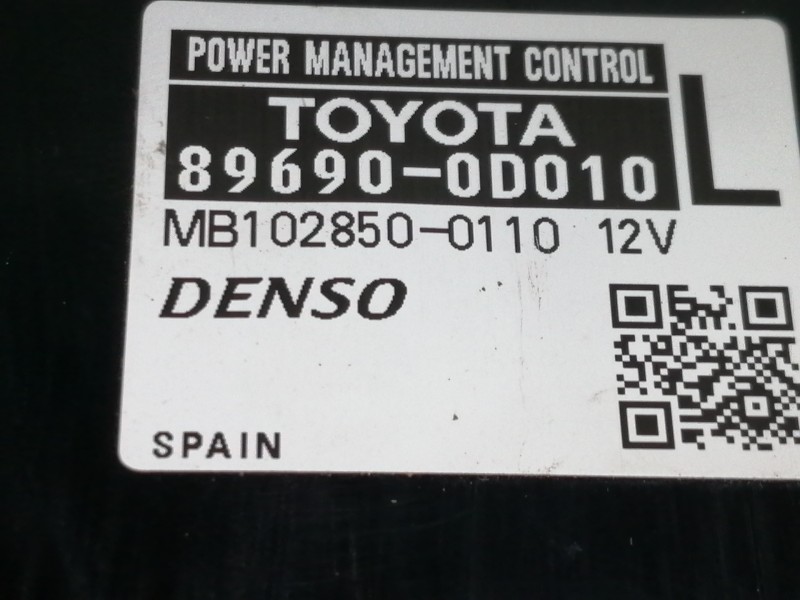 POWER MANAGEMENT CONTROL
L
TOYOTA
89690-0D010
MB102850-0110 12V
DENSO
SPAIN